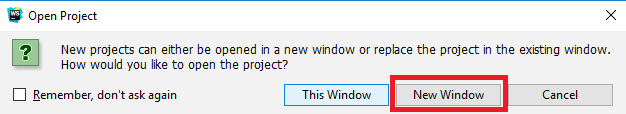 WS Open Project
New projects can either be opened in a new window or replace the project in the existing window.
How would you like to open the project?
Remember, don't ask again This Window New Window Cancel